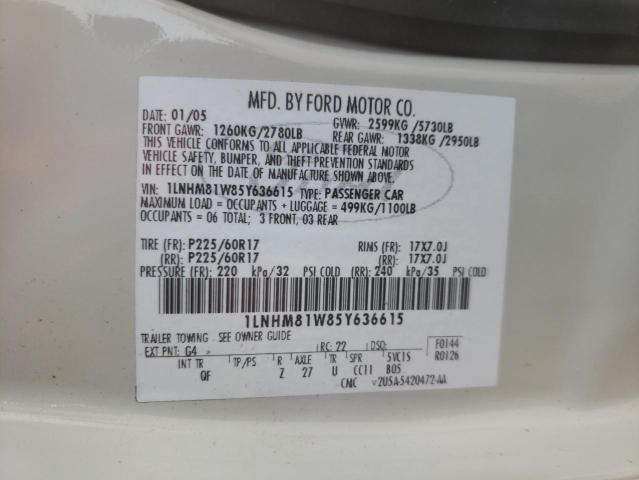 MFD. BY FORD MOTOR CO.
DATE: 01/05 GVWR: 2599KG /5730LB
FRONT GAWR: 1260KG/2780LB REAR GAWR: 1338KG/2950LB
THIS VEHICLE CONFORMS TO ALL APPLICABLE FEDERAL MOTOR
VEHICLE SAFETY, BUMPER, AND THEFT PREVENTION STANDARDS
IN EFFECT ON THE DATE OF MANUFACTURE SHOWN ABOVE.
VIN: 1LNHM81W85Y636615 TYPE: PASSENGER CAR
MAXIMUM LOAD = OCCUPANTS + LUGGAGE = 499KG/1100LB
OCCUPANTS = 06 TOTAL; 3 FRONT, 03 REAR
TIRE (FR): P225/60R17 RIMS (FR): 17X7.0J
(RR): P225/60R17 (RR): 17X7.0J
PRESSURE (FR): 220 kPa/32 PSI COLD (RR): 240 kPa/35 PSI COLD
1LNHM81W85Y636615
TRAILER TOWING - SEE OWNER GUIDE
EXT PNT: G4 RC: 22 DSO: F0144
INT TR TP/PS R AXLE TR SPR SVC1S R0126
QF Z 27 U CC11 B05
CMC V2U5A-5420472-AA